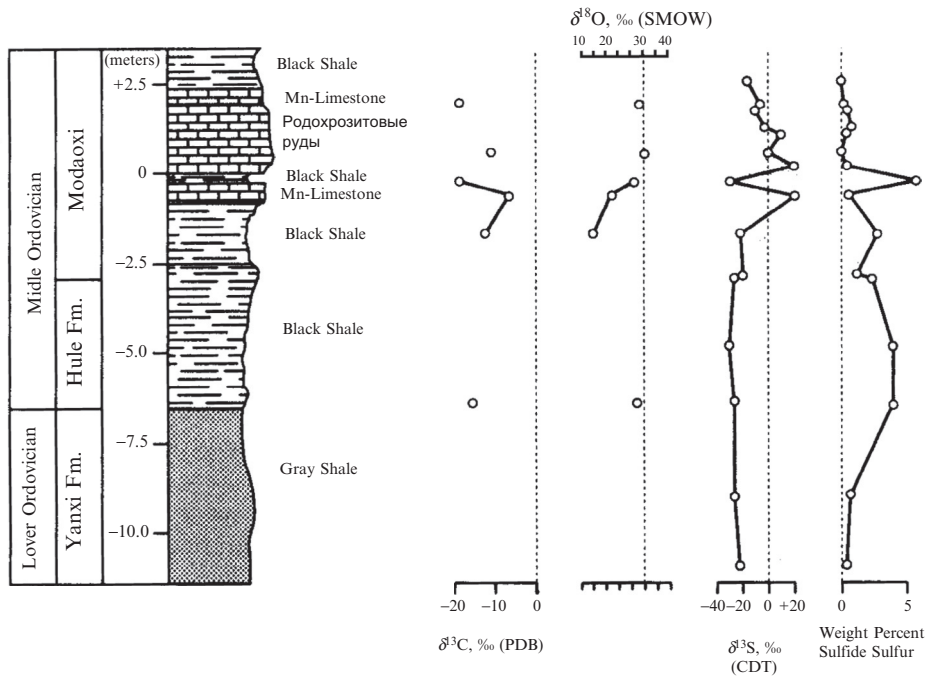 δ¹⁸O, ‰ (SMOW)
10 20 30 40
(meters)
+2.5
0
−2.5
−5.0
−7.5
−10.0
Midle Ordovician
Lover Ordovician
Modaoxi
Hule Fm.
Yanxi Fm.
Black Shale
Mn-Limestone
Родохрозитовые
руды
Black Shale
Mn-Limestone
Black Shale
Black Shale
Gray Shale
−20 −10 0
δ¹³C, ‰ (PDB)
−40 −20 0 +20
δ¹³S, ‰
(CDT)
0 5
Weight Percent
Sulfide Sulfur